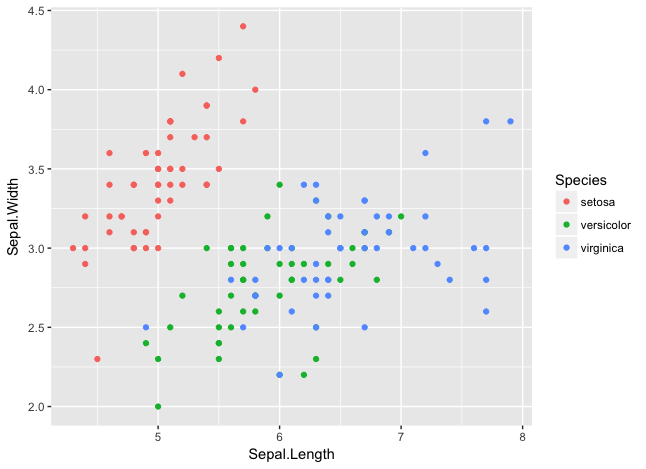 4.5
4.0
3.5
3.0
2.5
2.0
Sepal.Width
5 6 7 8
Sepal.Length
Species
setosa
versicolor
virginica